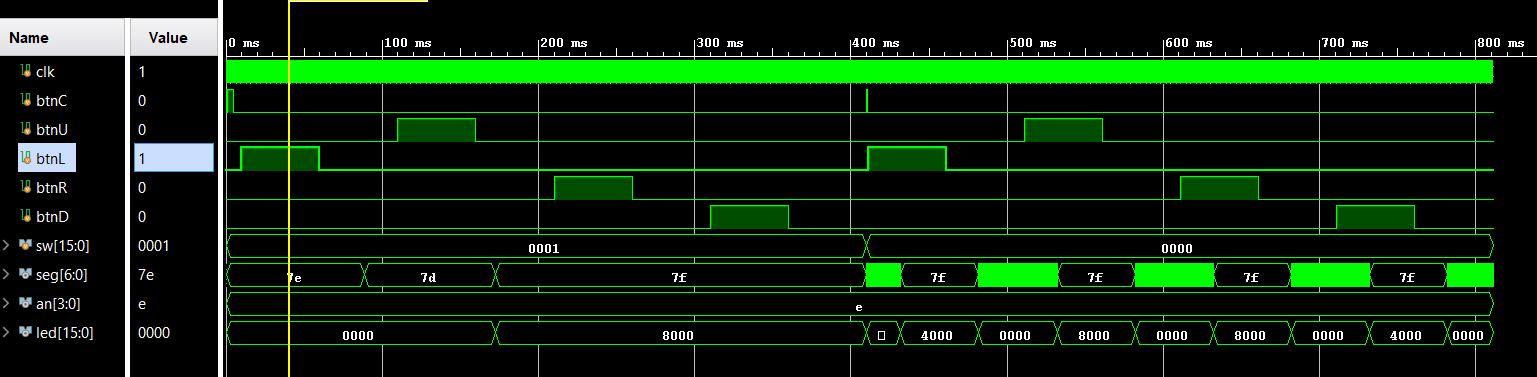 Name Value 0 ms 100 ms 200 ms 300 ms 400 ms 500 ms 600 ms 700 ms 800 ms
clk 1
btnC 0
btnU 0
btnL 1
btnR 0
btnD 0
sw[15:0] 0001 0001 0000
seg[6:0] 7e 7e 7d 7f 7f 7f 7f 7f
an[3:0] e e
led[15:0] 0000 0000 8000 4000 0000 8000 0000 8000 0000 4000 0000